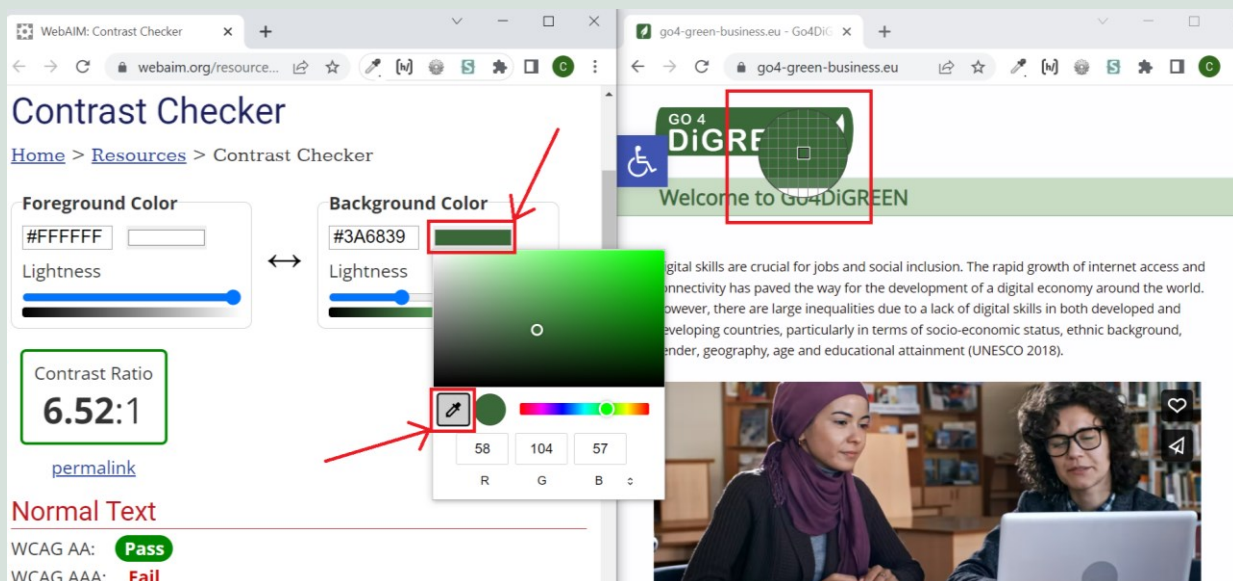 WebAIM: Contrast Checker
webaim.org/resource...
Contrast Checker
Home > Resources > Contrast Checker
Foreground Color
#FFFFFF
Lightness
Background Color
#3A6839
Lightness
Contrast Ratio
6.52:1
permalink
58 104 57
R G B
Normal Text
WCAG AA: Pass
WCAG AAA: Fail
go4-green-business.eu - Go4DiG
go4-green-business.eu
GO 4
DiGRE
Welcome to Go4DiGREEN
gital skills are crucial for jobs and social inclusion. The rapid growth of internet access and
onnectivity has paved the way for the development of a digital economy around the world.
owever, there are large inequalities due to a lack of digital skills in both developed and
eveloping countries, particularly in terms of socio-economic status, ethnic background,
ender, geography, age and educational attainment (UNESCO 2018).